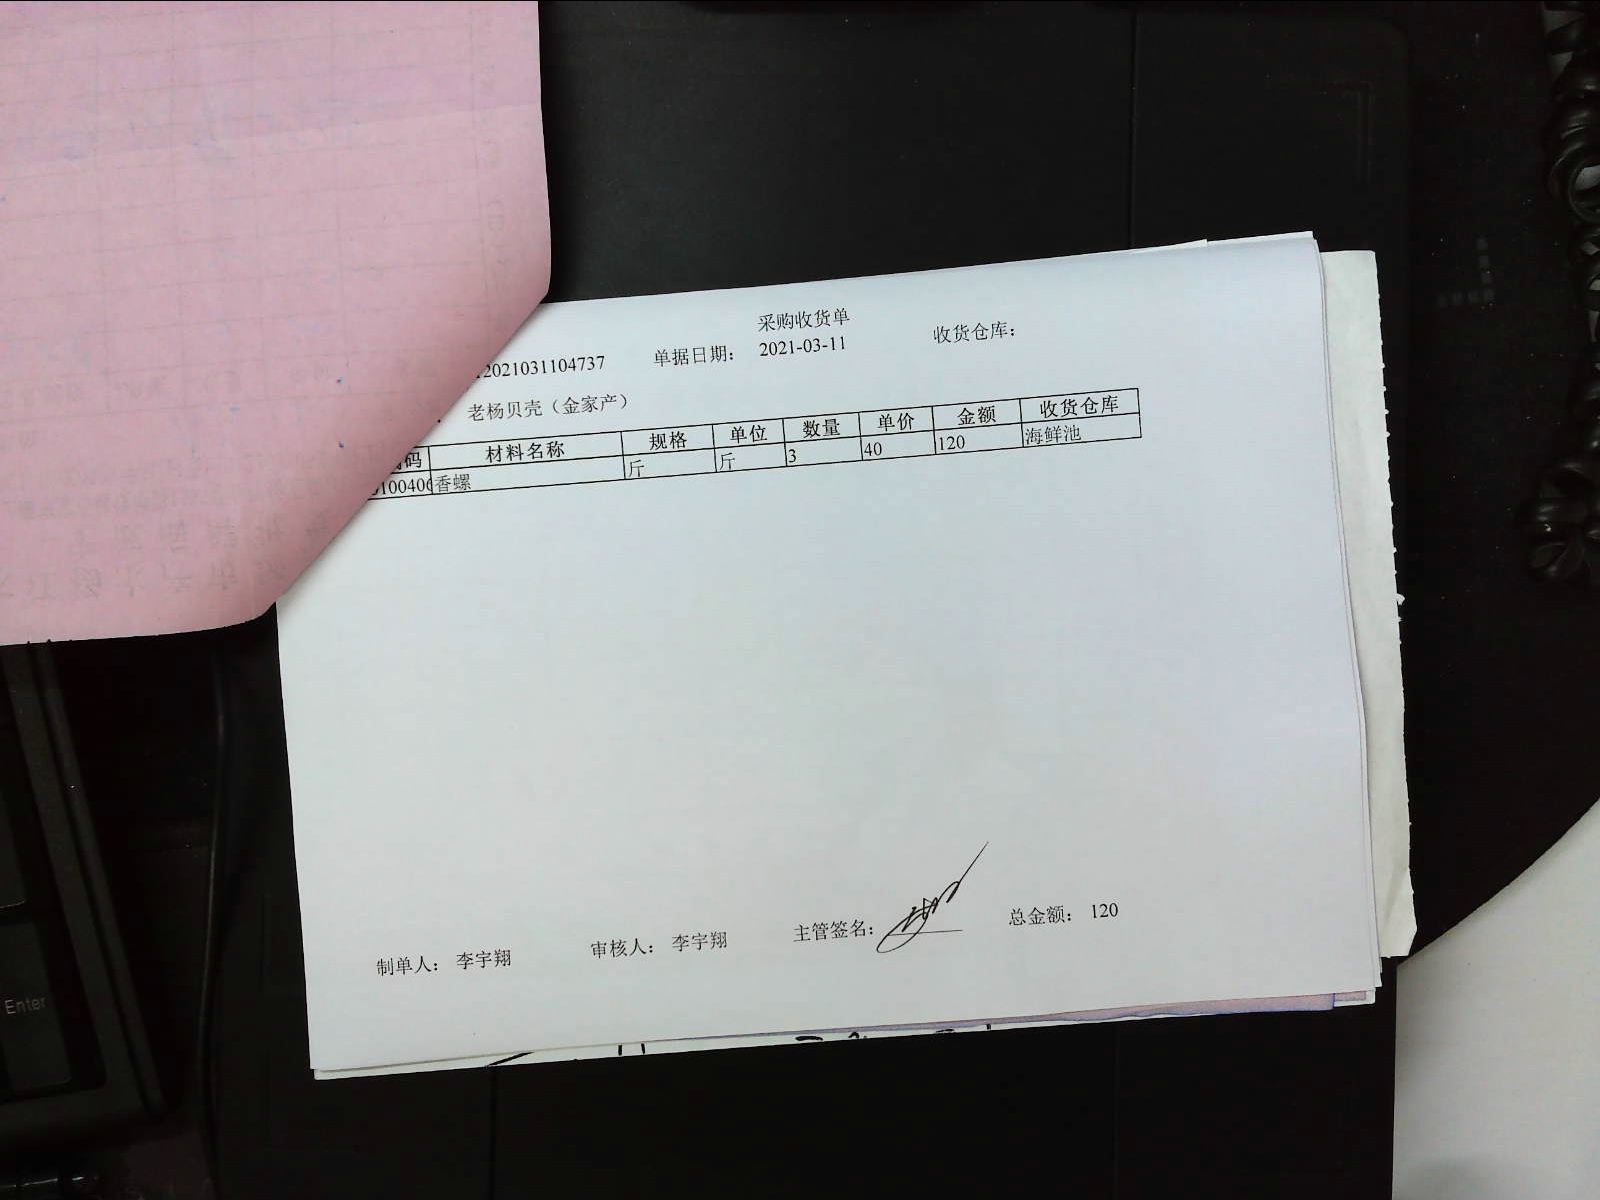 采购收货单
2021031104737 单据日期： 2021-03-11 收货仓库：
老杨贝壳（金家产）
码 材料名称 规格 单位 数量 单价 金额 收货仓库
100406 香螺 斤 斤 3 40 120 海鲜池
制单人： 李宇翔 审核人： 李宇翔 主管签名： 总金额： 120
Enter